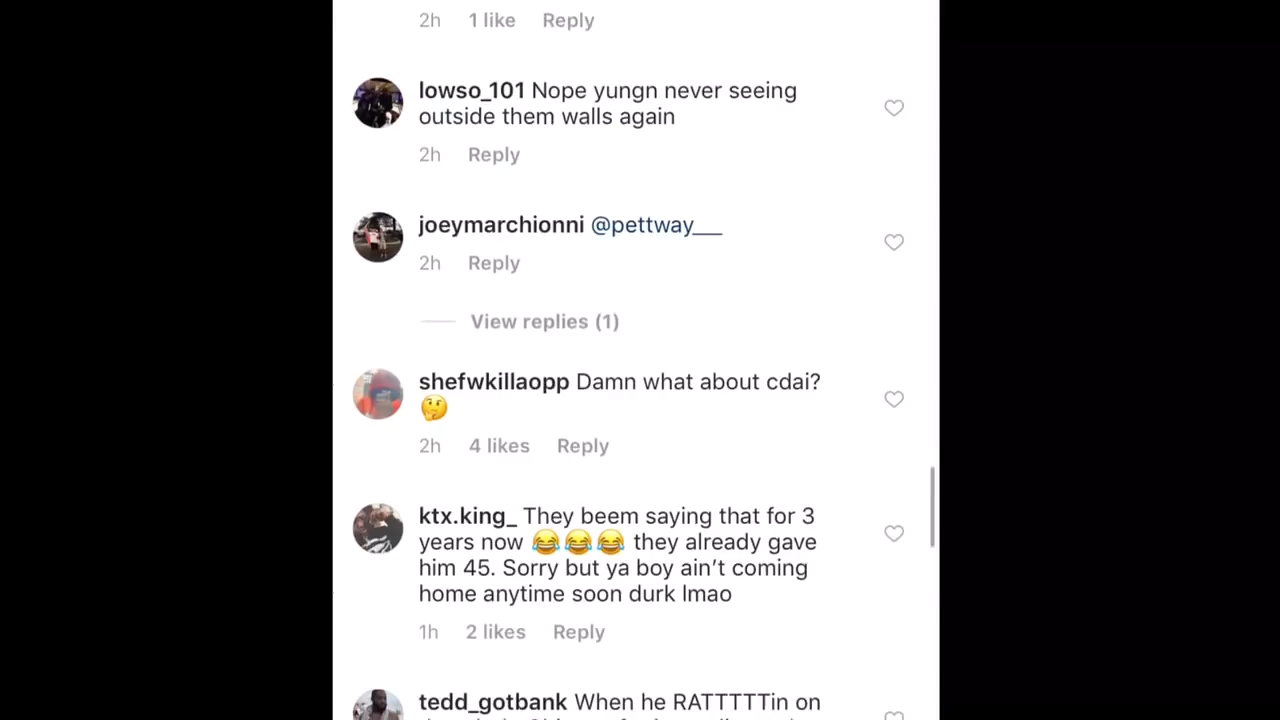 2h 1 like Reply
lowso_101 Nope yungn never seeing
outside them walls again
2h Reply
joeymarchionni @pettway___
2h Reply
View replies (1)
shefwkillaopp Damn what about cdai?
🤔
2h 4 likes Reply
ktx.king_ They beem saying that for 3
years now 😂😂😂 they already gave
him 45. Sorry but ya boy ain’t coming
home anytime soon durk lmao
1h 2 likes Reply
tedd_gotbank When he RATTTTTin on